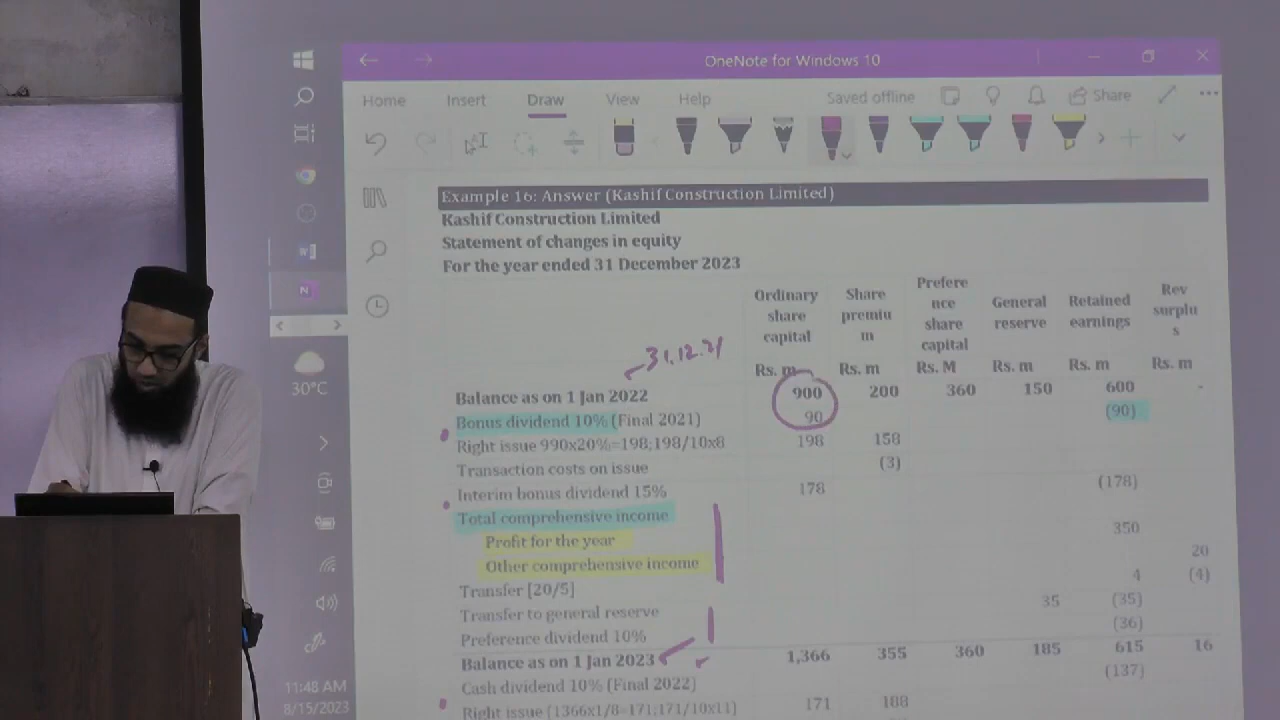 OneNote for Windows 10
Home Insert Draw View Help Saved offline Share
Example 16: Answer (Kashif Construction Limited)
Kashif Construction Limited
Statement of changes in equity
For the year ended 31 December 2023
Ordinary share capital Share premiu m Prefere nce share capital General reserve Retained earnings Rev surplu s
31.12.21
Rs. m Rs. m Rs. M Rs. m Rs. m Rs. m
Balance as on 1 Jan 2022 900 200 360 150 600 -
Bonus dividend 10% (Final 2021) 90 (90)
Right issue 990x20%=198;198/10x8 198 158
Transaction costs on issue (3)
Interim bonus dividend 15% 178 (178)
Total comprehensive income
Profit for the year 350
Other comprehensive income 20
Transfer [20/5] 4 (4)
Transfer to general reserve 35 (35)
Preference dividend 10% (36)
Balance as on 1 Jan 2023 1,366 355 360 185 615 16
Cash dividend 10% (Final 2022) (137)
Right issue (1366x1/8=171;171/10x11) 171 188
30°C
11:48 AM
8/15/2023